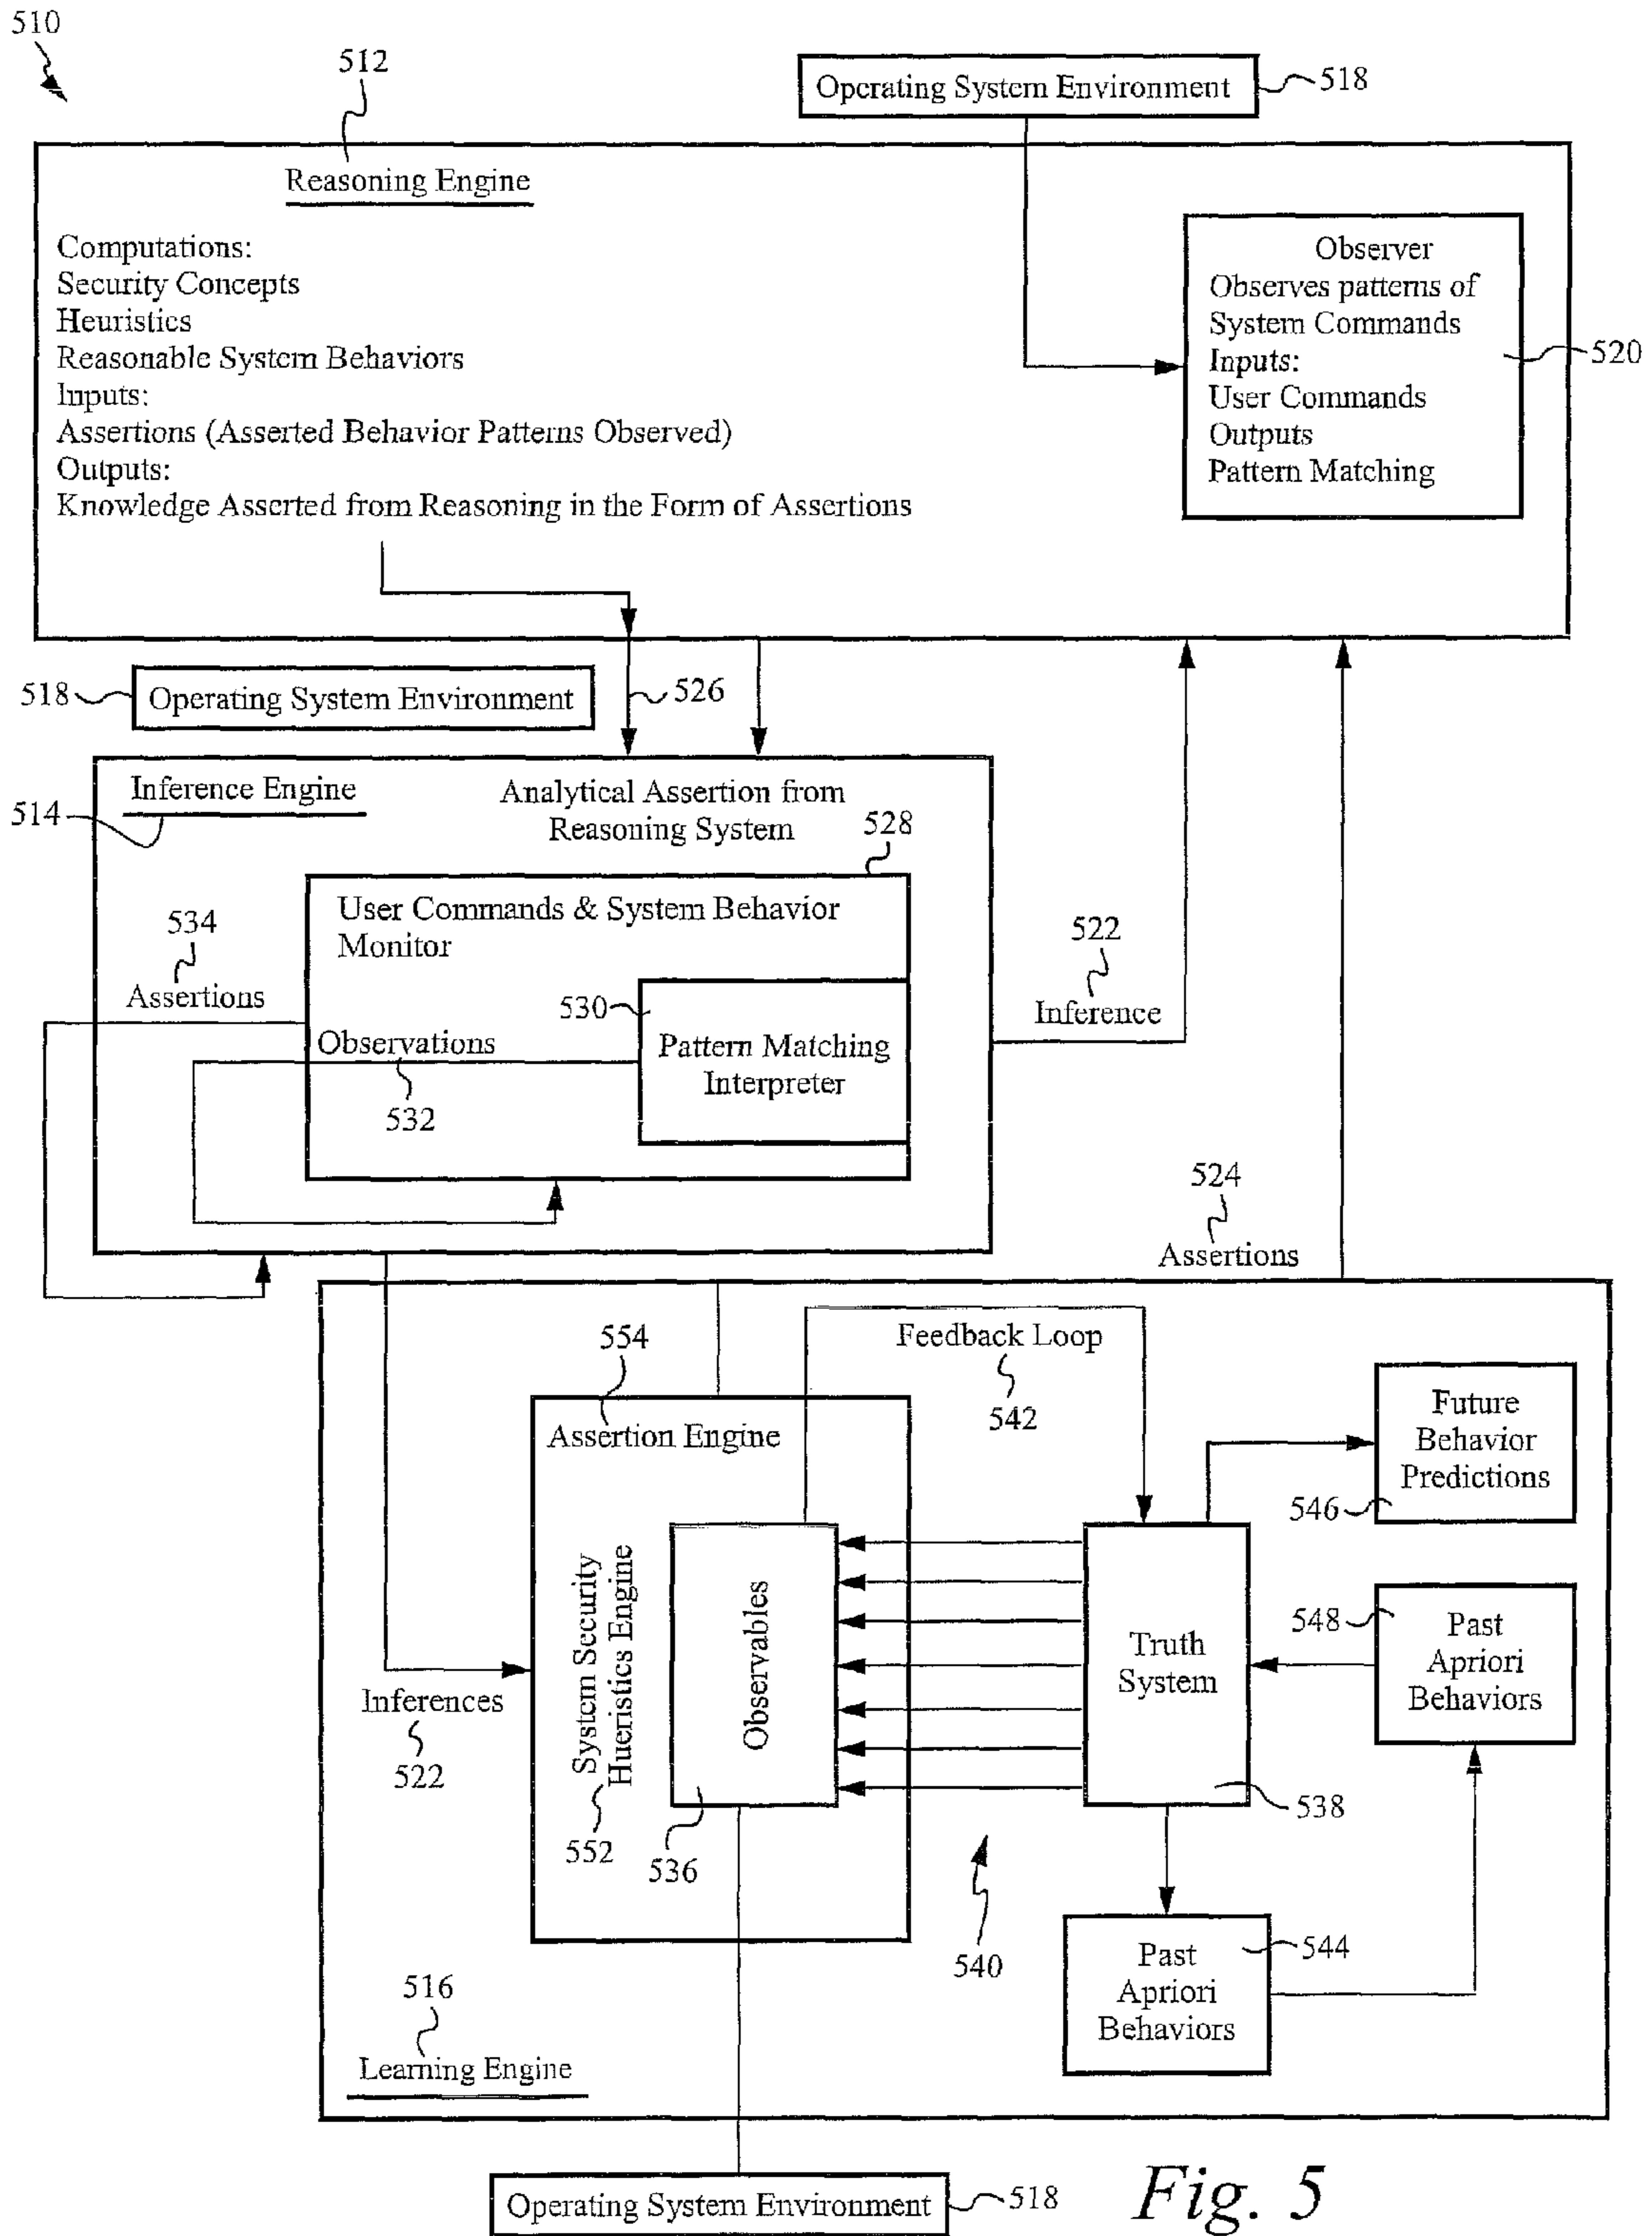 510
512
Operating System Environment
518
Reasoning Engine
Computations:
Security Concepts
Heuristics
Reasonable System Behaviors
Inputs:
Assertions (Asserted Behavior Patterns Observed)
Outputs:
Knowledge Asserted from Reasoning in the Form of Assertions
Observer
Observes patterns of
System Commands
Inputs:
User Commands
Outputs
Pattern Matching
520
518
Operating System Environment
526
Inference Engine
514
Analytical Assertion from
Reasoning System
528
User Commands & System Behavior
Monitor
534
Assertions
530
Pattern Matching
Interpreter
Observations
532
522
Inference
524
Assertions
Feedback Loop
542
554
Assertion Engine
System Security
Hueristics Engine
552
Observables
536
Inferences
522
Truth
System
538
540
Future
Behavior
Predictions
546
548
Past
Apriori
Behaviors
Past
Apriori
Behaviors
544
516
Learning Engine
Operating System Environment
518
Fig. 5